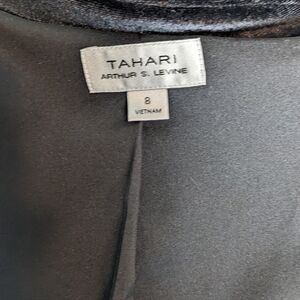 TAHARI
ARTHUR S. LEVINE
8
VIETNAM